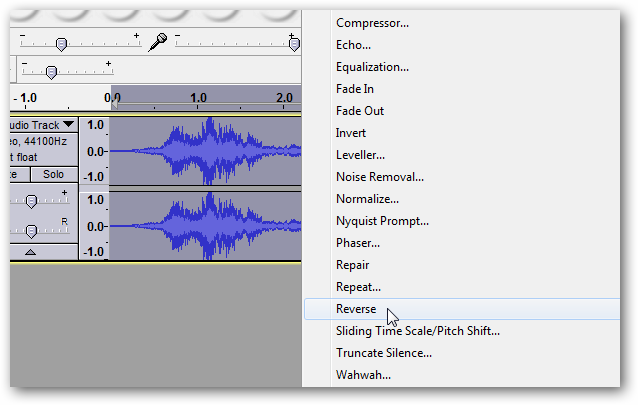 Compressor...
Echo...
Equalization...
Fade In
Fade Out
Invert
Leveller...
Noise Removal...
Normalize...
Nyquist Prompt...
Phaser...
Repair
Repeat...
Reverse
Sliding Time Scale/Pitch Shift...
Truncate Silence...
Wahwah...
- + - +
- +
- 1.0 0.0 1.0 2.0
udio Track 1.0
eo, 44100Hz
t float 0.0
te Solo -1.0
+ 1.0
R 0.0
-1.0